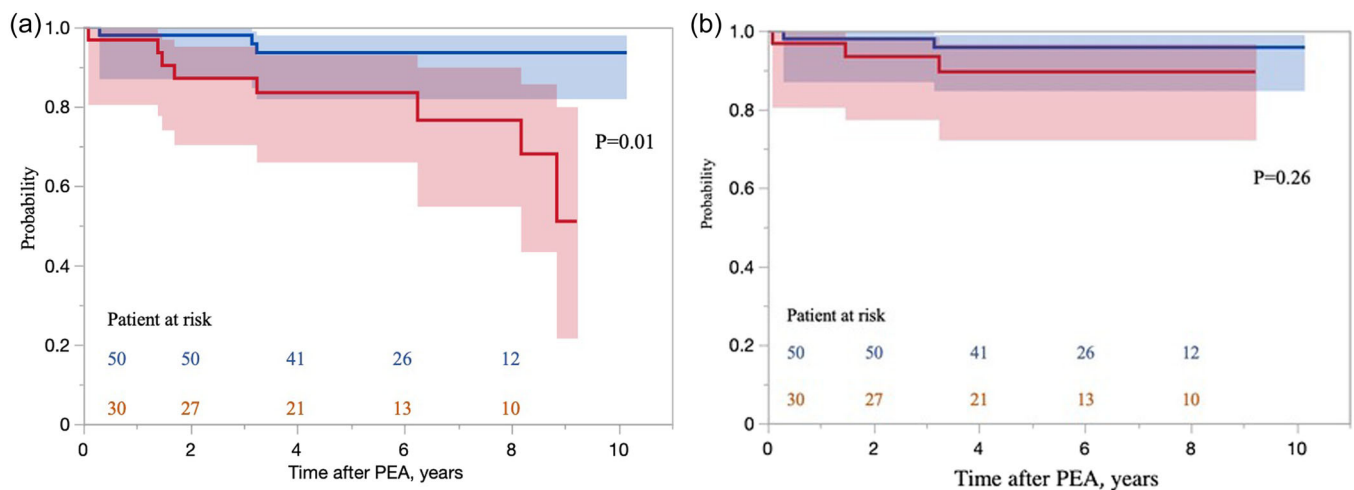 (a)
1.0
0.8
0.6
0.4
0.2
0
Probability
P=0.01
Patient at risk
50 50 41 26 12
30 27 21 13 10
0 2 4 6 8 10
Time after PEA, years
(b)
1.0
0.8
0.6
0.4
0.2
0
Probability
P=0.26
Patient at risk
50 50 41 26 12
30 27 21 13 10
0 2 4 6 8 10
Time after PEA, years